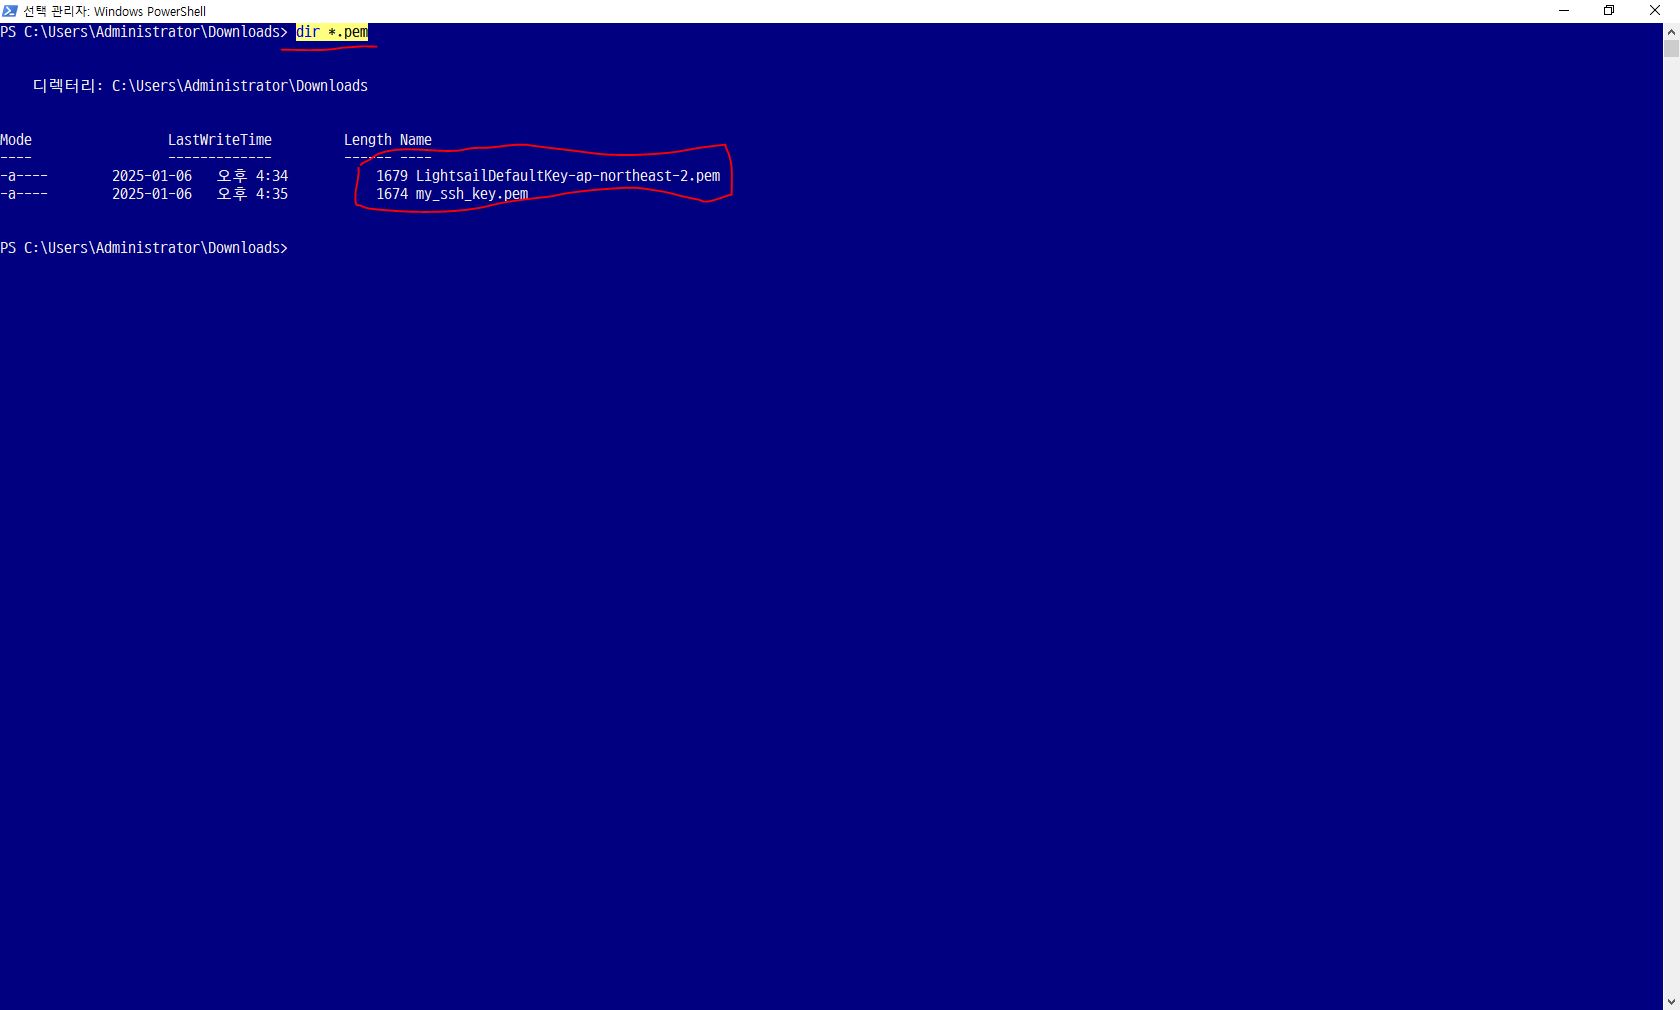 선택 관리자: Windows PowerShell
PS C:\Users\Administrator\Downloads> dir *.pem
디렉터리: C:\Users\Administrator\Downloads
Mode                 LastWriteTime         Length Name
----                 -------------         ------ ----
-a----        2025-01-06   오후 4:34           1679 LightsailDefaultKey-ap-northeast-2.pem
-a----        2025-01-06   오후 4:35           1674 my_ssh_key.pem
PS C:\Users\Administrator\Downloads>